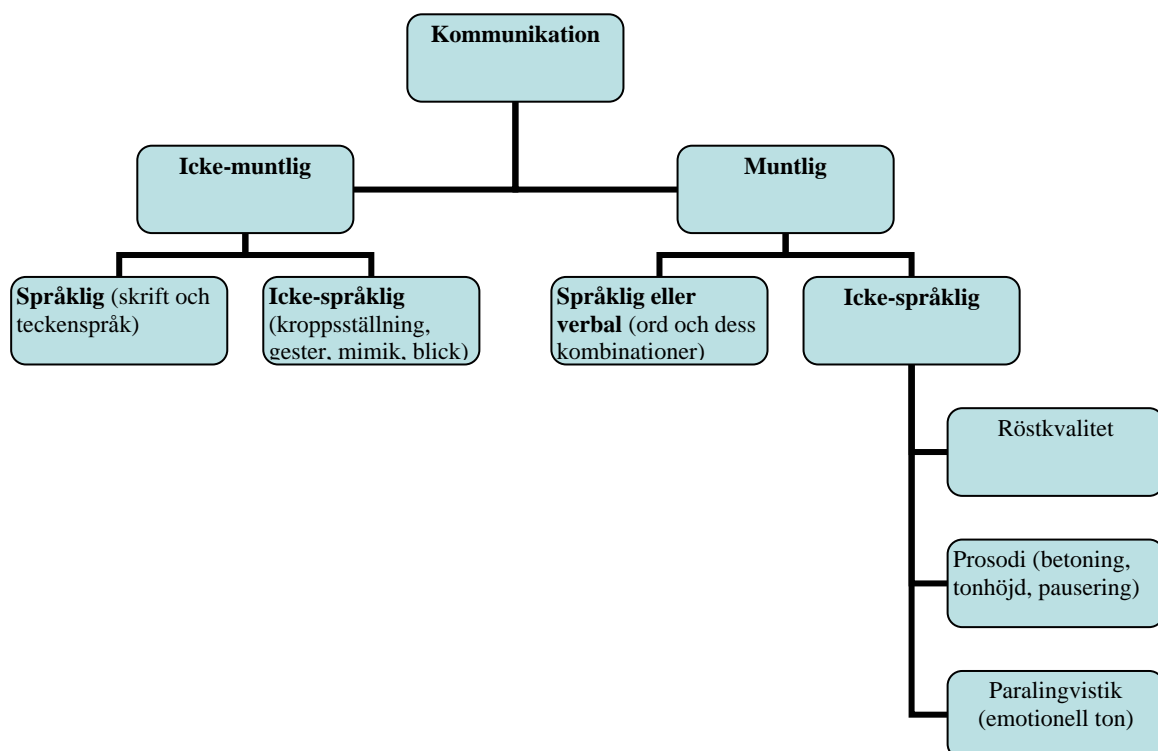 Kommunikation
Icke-muntlig
Muntlig
Språklig (skrift och
teckenspråk)
Icke-språklig
(kroppsställning,
gester, mimik, blick)
Språklig eller
verbal (ord och dess
kombinationer)
Icke-språklig
Röstkvalitet
Prosodi (betoning,
tonhöjd, pausering)
Paralingvistik
(emotionell ton)